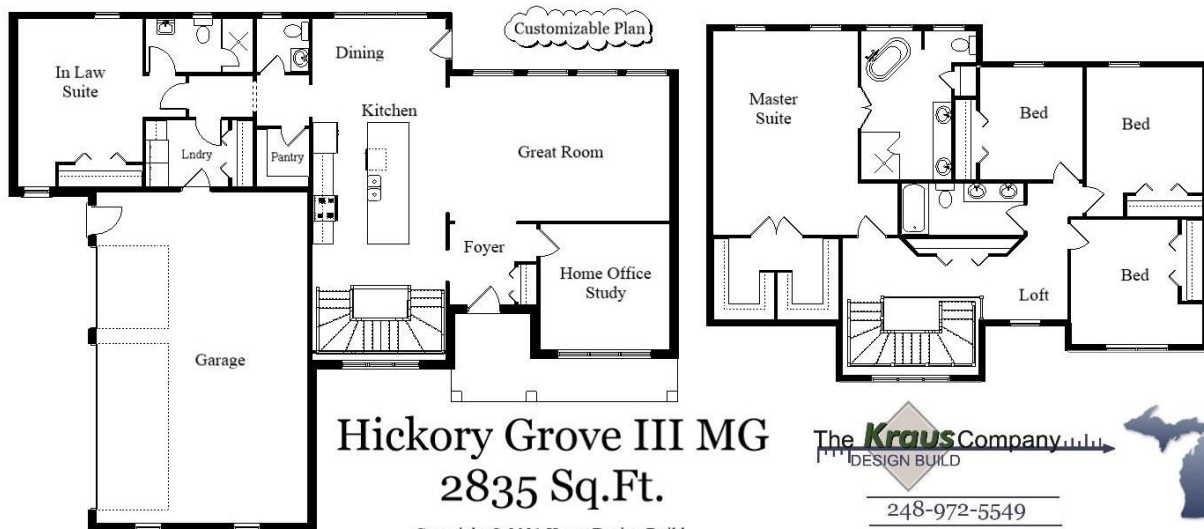 Customizable Plan
Dining
In Law
Suite
Kitchen
Great Room
Lndry
Pantry
Foyer
Home Office
Study
Garage
Master
Suite
Bed
Bed
Bed
Loft
Hickory Grove III MG
2835 Sq.Ft.
The Kraus Company
DESIGN BUILD
248-972-5549